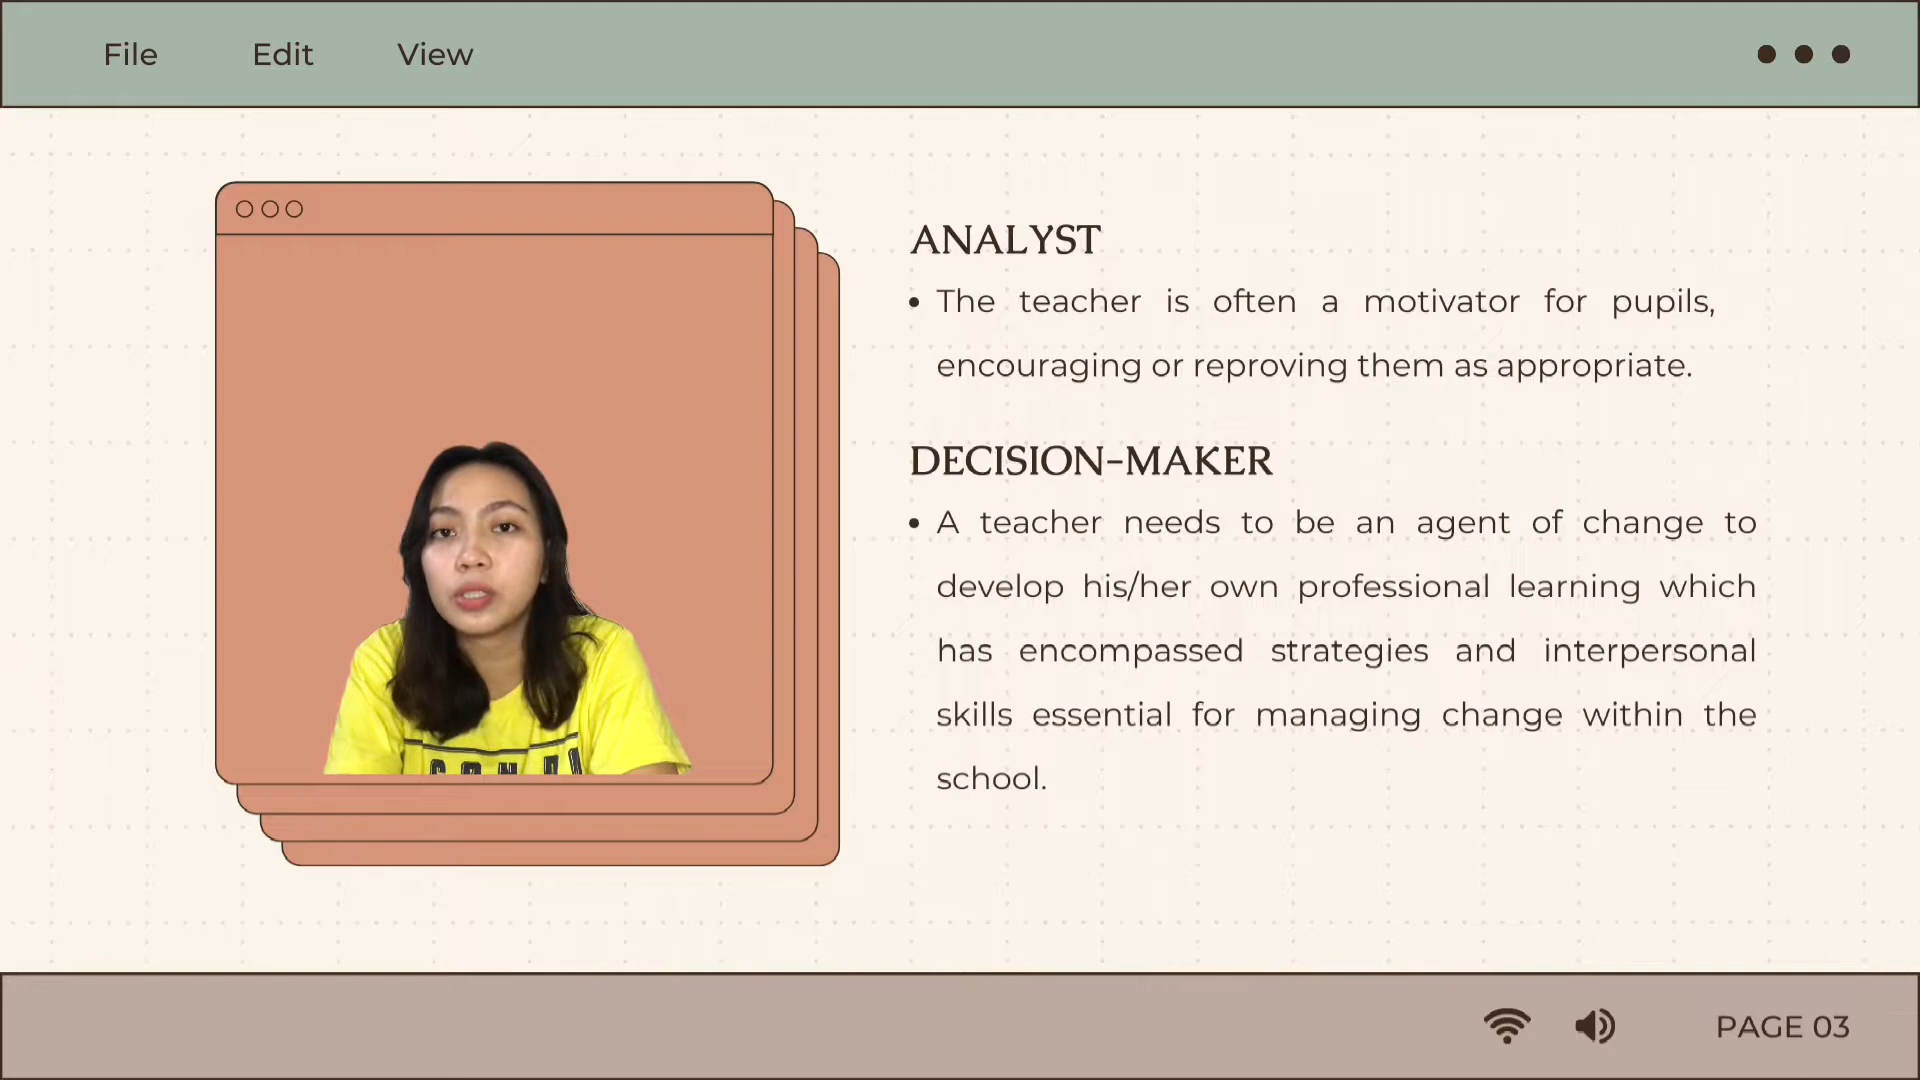 File Edit View
ANALYST
• The teacher is often a motivator for pupils,
encouraging or reproving them as appropriate.
DECISION-MAKER
• A teacher needs to be an agent of change to
develop his/her own professional learning which
has encompassed strategies and interpersonal
skills essential for managing change within the
school.
PAGE 03